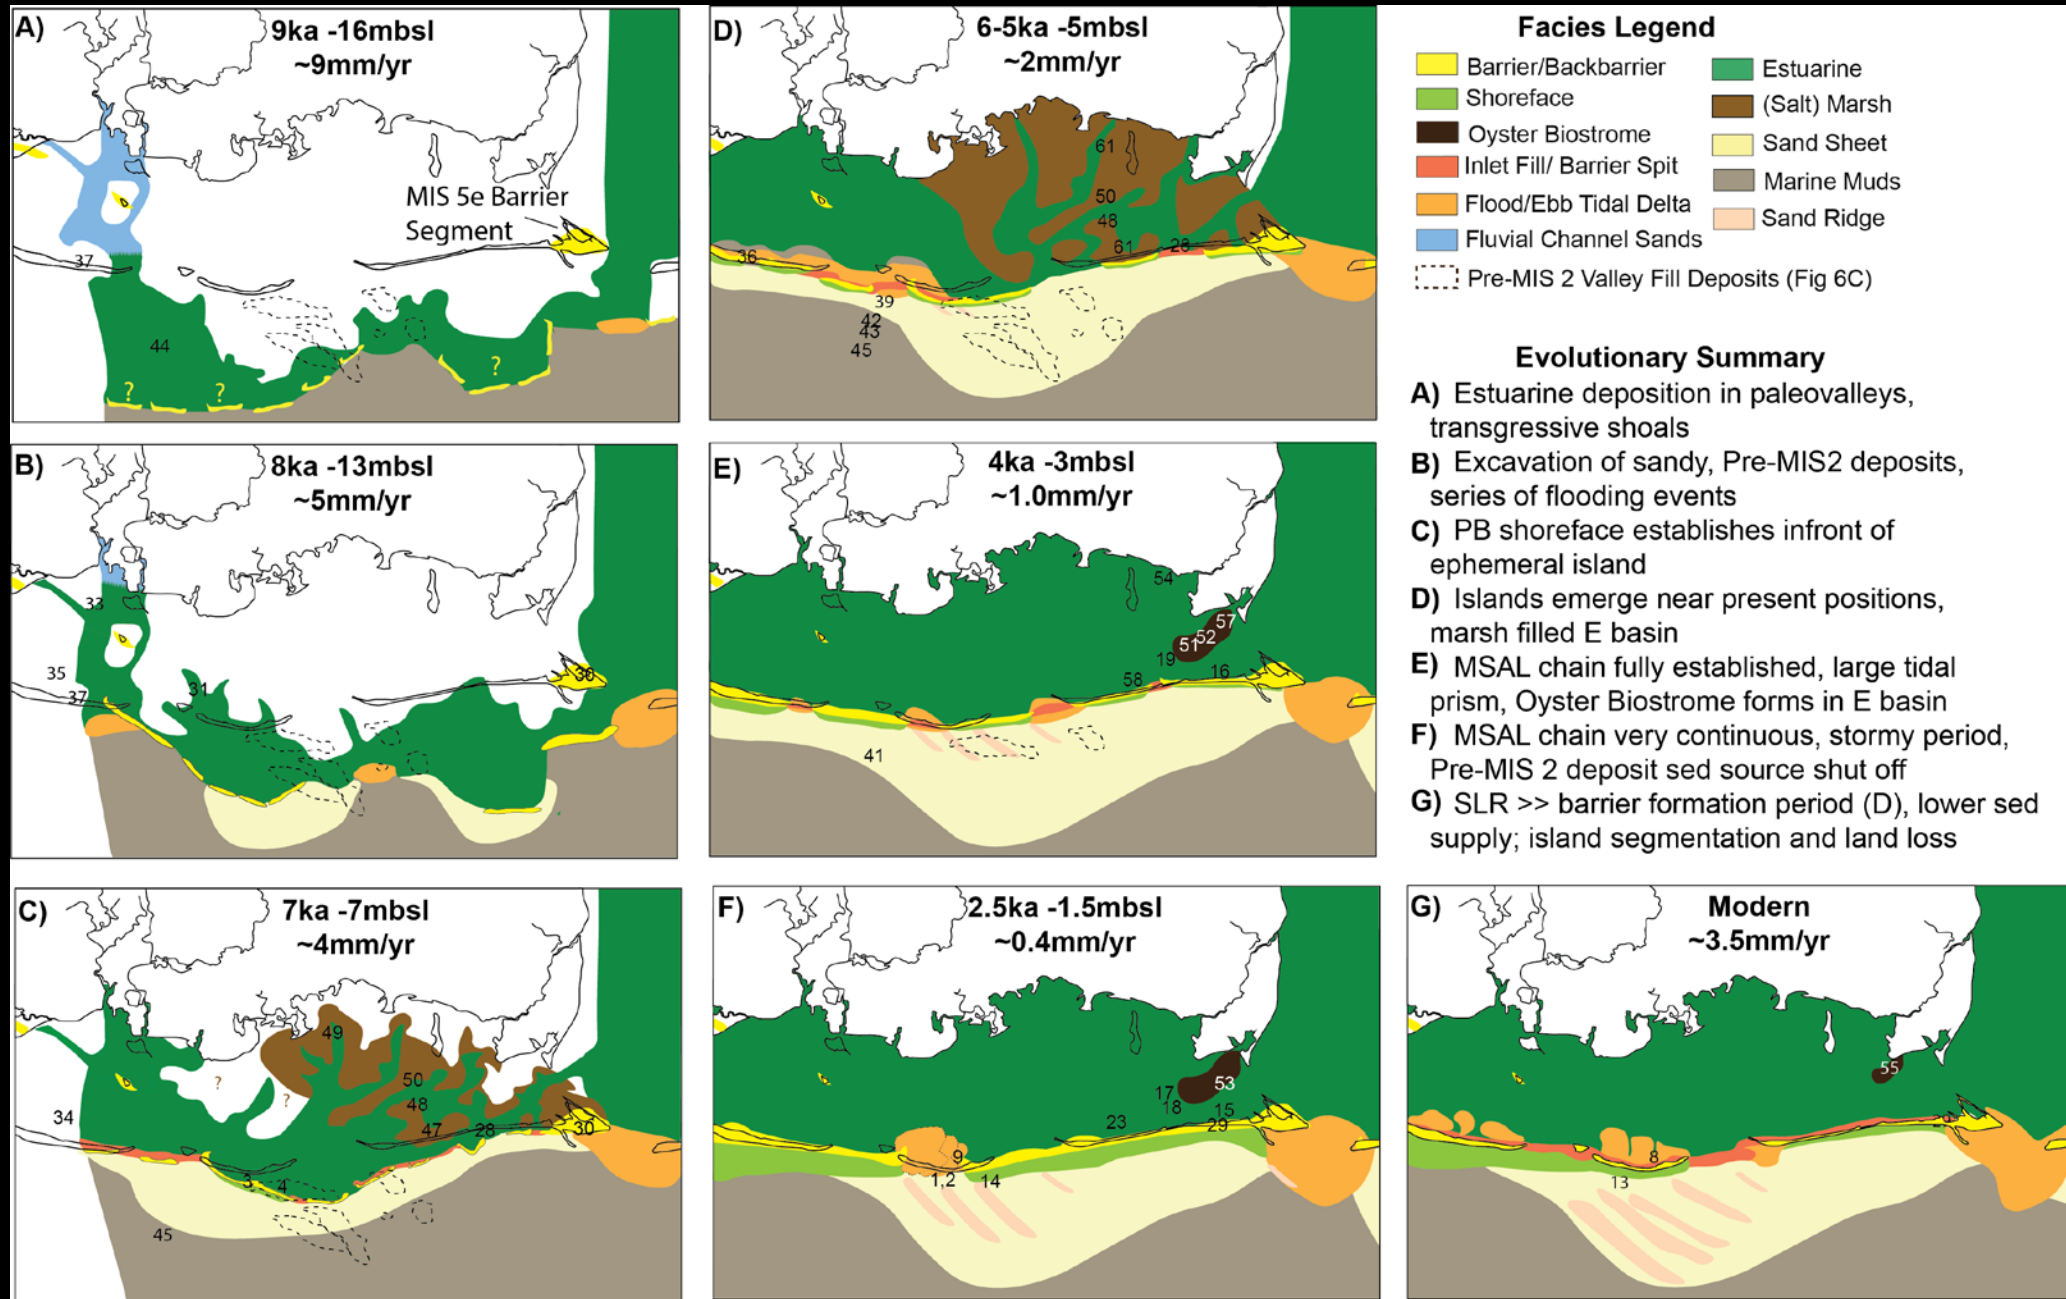 A)
9ka -16mbsl
~9mm/yr
MIS 5e Barrier
Segment
37
44
?
?
?
B)
8ka -13mbsl
~5mm/yr
33
35
37
31
30
C)
7ka -7mbsl
~4mm/yr
49
?
?
50
48
34
47
28
30
3
4
45
D)
6-5ka -5mbsl
~2mm/yr
61
50
48
61
28
36
39
42
43
45
E)
4ka -3mbsl
~1.0mm/yr
54
57
52
51
19
16
58
41
F)
2.5ka -1.5mbsl
~0.4mm/yr
53
17
18
15
23
29
9
1,2
14
G)
Modern
~3.5mm/yr
55
8
13
Facies Legend
Barrier/Backbarrier
Shoreface
Oyster Biostrome
Inlet Fill/ Barrier Spit
Flood/Ebb Tidal Delta
Fluvial Channel Sands
Pre-MIS 2 Valley Fill Deposits (Fig 6C)
Estuarine
(Salt) Marsh
Sand Sheet
Marine Muds
Sand Ridge
Evolutionary Summary
A) Estuarine deposition in paleovalleys,
transgressive shoals
B) Excavation of sandy, Pre-MIS2 deposits,
series of flooding events
C) PB shoreface establishes infront of
ephemeral island
D) Islands emerge near present positions,
marsh filled E basin
E) MSAL chain fully established, large tidal
prism, Oyster Biostrome forms in E basin
F) MSAL chain very continuous, stormy period,
Pre-MIS 2 deposit sed source shut off
G) SLR >> barrier formation period (D), lower sed
supply; island segmentation and land loss